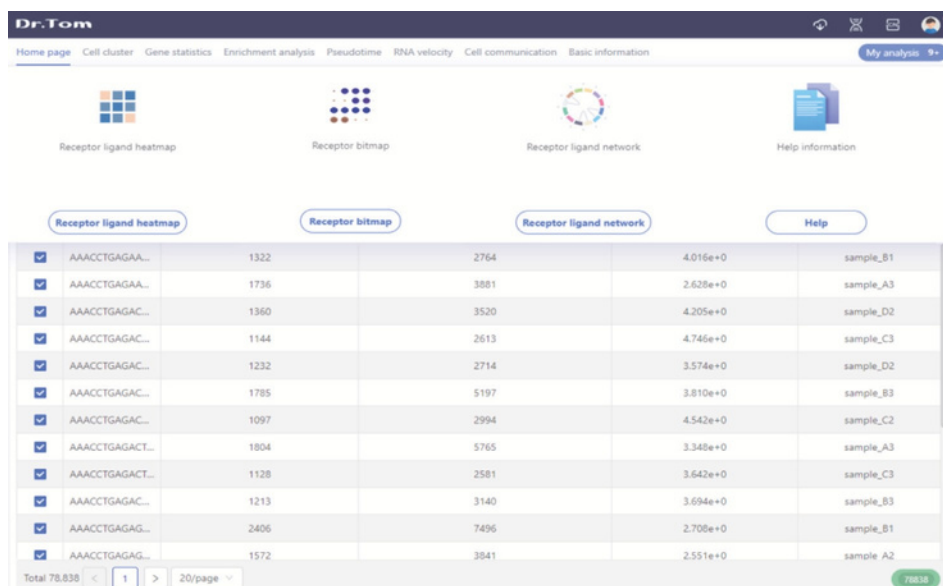 Dr.Tom
Home page Cell cluster Gene statistics Enrichment analysis Pseudotime RNA velocity Cell communication Basic information My analysis 9+
Receptor ligand heatmap Receptor bitmap Receptor ligand network Help information
Receptor ligand heatmap Receptor bitmap Receptor ligand network Help
AAACCTGAGAA... 1322 2764 4.016e+0 sample_B1
AAACCTGAGAA... 1736 3881 2.628e+0 sample_A3
AAACCTGAGAC... 1360 3520 4.205e+0 sample_D2
AAACCTGAGAC... 1144 2613 4.746e+0 sample_C3
AAACCTGAGAC... 1232 2714 3.574e+0 sample_D2
AAACCTGAGAC... 1785 5197 3.810e+0 sample_B3
AAACCTGAGAC... 1097 2994 4.542e+0 sample_C2
AAACCTGAGACT... 1804 5765 3.348e+0 sample_A3
AAACCTGAGACT... 1128 2581 3.642e+0 sample_C3
AAACCTGAGAC... 1213 3140 3.694e+0 sample_B3
AAACCTGAGAG... 2406 7496 2.708e+0 sample_B1
AAACCTGAGAG... 1572 3841 2.551e+0 sample_A2
Total 78,838 < 1 > 20/page 78838